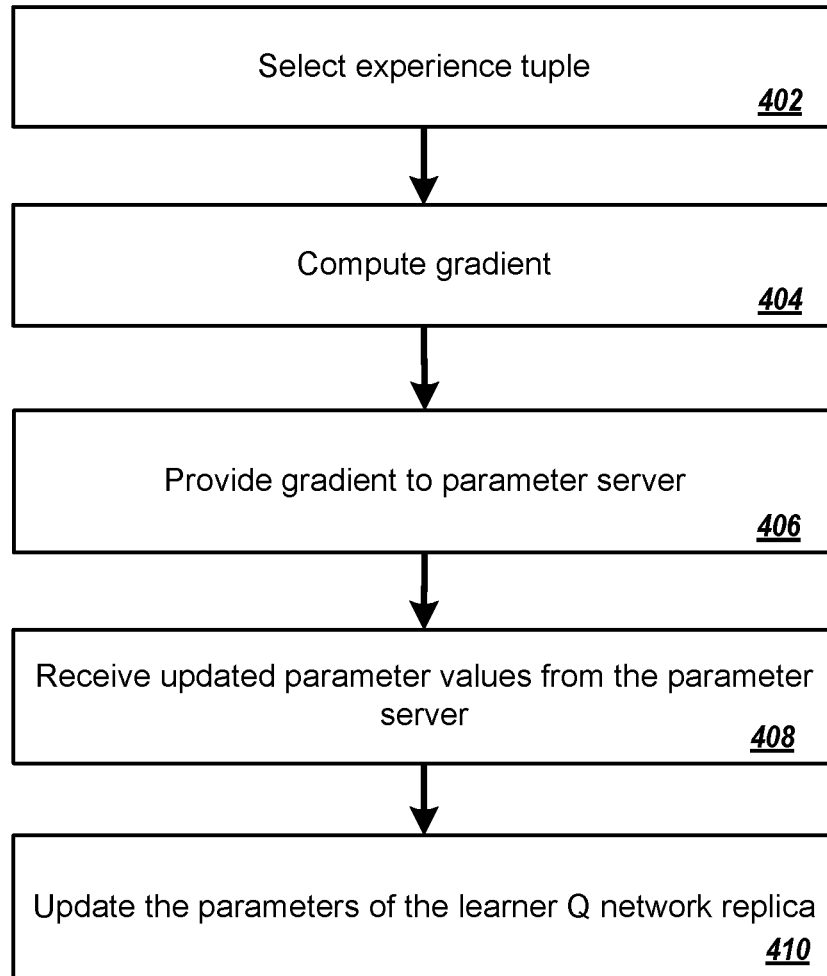 Select experience tuple
402
Compute gradient
404
Provide gradient to parameter server
406
Receive updated parameter values from the parameter
server
408
Update the parameters of the learner Q network replica
410